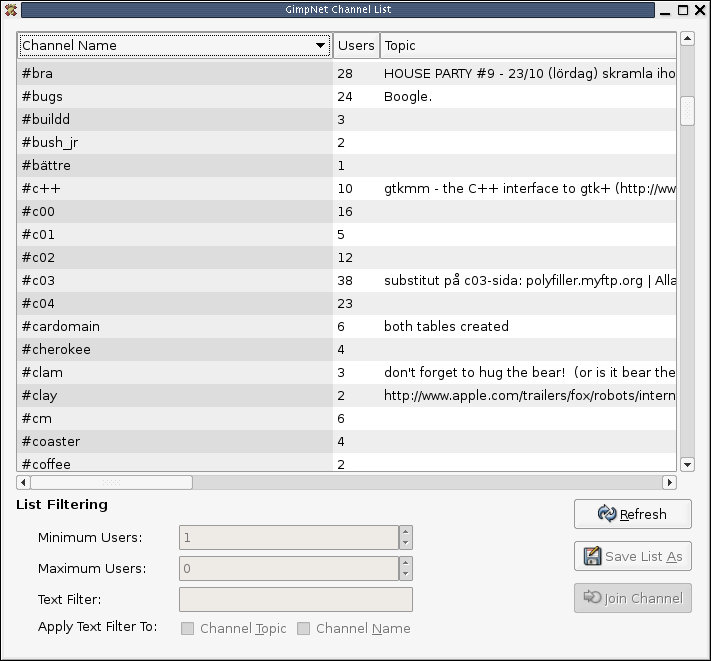 GimpNet Channel List
Channel Name Users Topic
#bra 28 HOUSE PARTY #9 - 23/10 (lördag) skramla iho
#bugs 24 Boogle.
#buildd 3
#bush_jr 2
#bättre 1
#c++ 10 gtkmm - the C++ interface to gtk+ (http://ww
#c00 16
#c01 5
#c02 12
#c03 38 substitut på c03-sida: polyfiller.myftp.org | Alla
#c04 23
#cardomain 6 both tables created
#cherokee 4
#clam 3 don't forget to hug the bear! (or is it bear the
#clay 2 http://www.apple.com/trailers/fox/robots/intern
#cm 6
#coaster 4
#coffee 2
List Filtering
Minimum Users: 1
Maximum Users: 0
Text Filter:
Apply Text Filter To: Channel Topic Channel Name
Refresh
Save List As
Join Channel